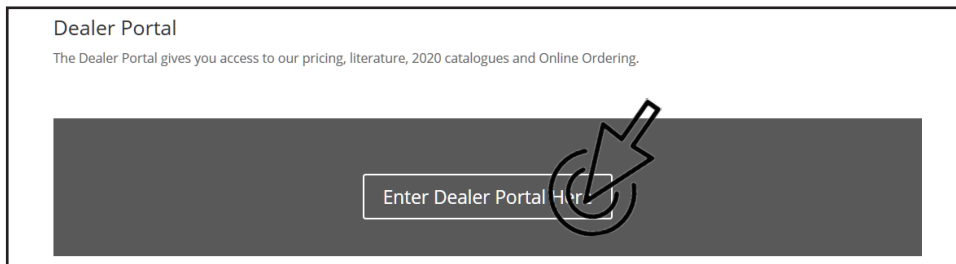 Dealer Portal
The Dealer Portal gives you access to our pricing, literature, 2020 catalogues and Online Ordering.
Enter Dealer Portal Here